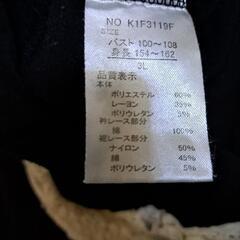 NO K1F3119F
SIZE
バスト 100~108
身長 154~162
3L
品質表示
本体
ポリエステル 60%
レーヨン 35%
ポリウレタン 5%
衿レース部分
綿 100%
裾レース部分
ナイロン 50%
綿 45%
ポリウレタン 5%